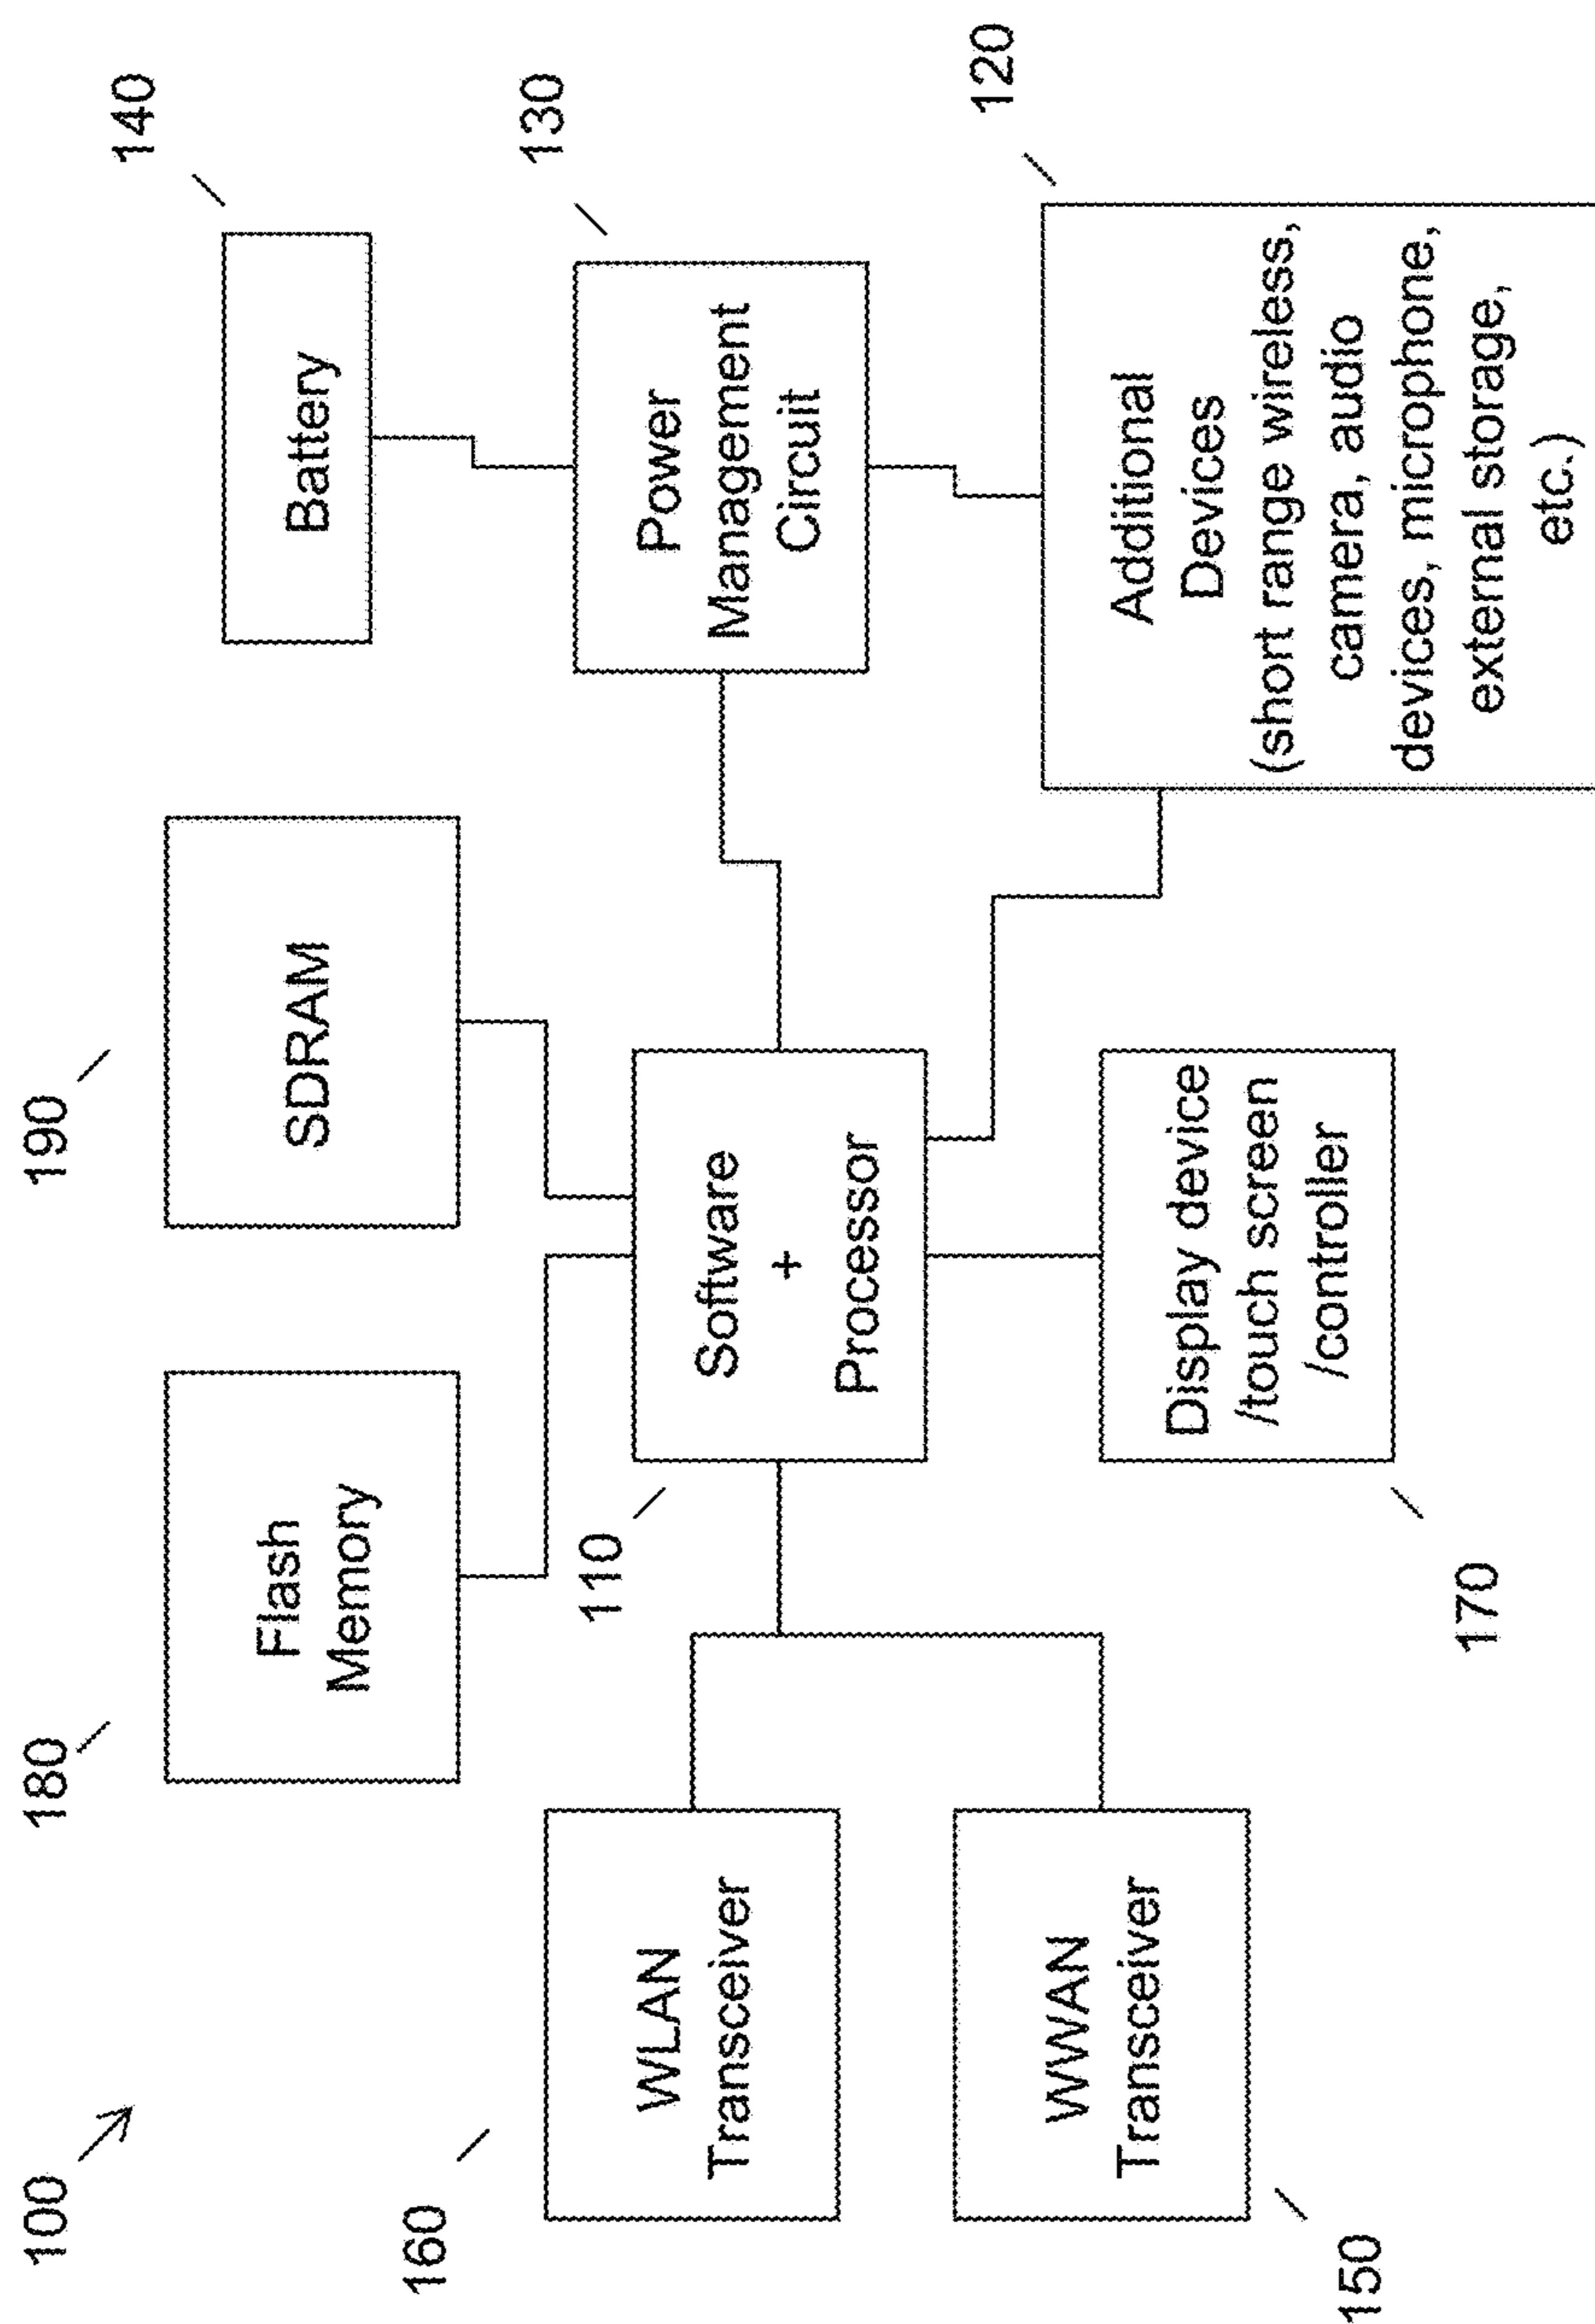 100
180
190
140
Flash
Memory
SDRAM
Battery
160
110
130
WLAN
Transceiver
Software
+
Processor
Power
Management
Circuit
120
WWAN
Transceiver
Display device
/touch screen
/controller
Additional
Devices
(short range wireless,
camera, audio
devices, microphone,
external storage,
etc.)
150
170